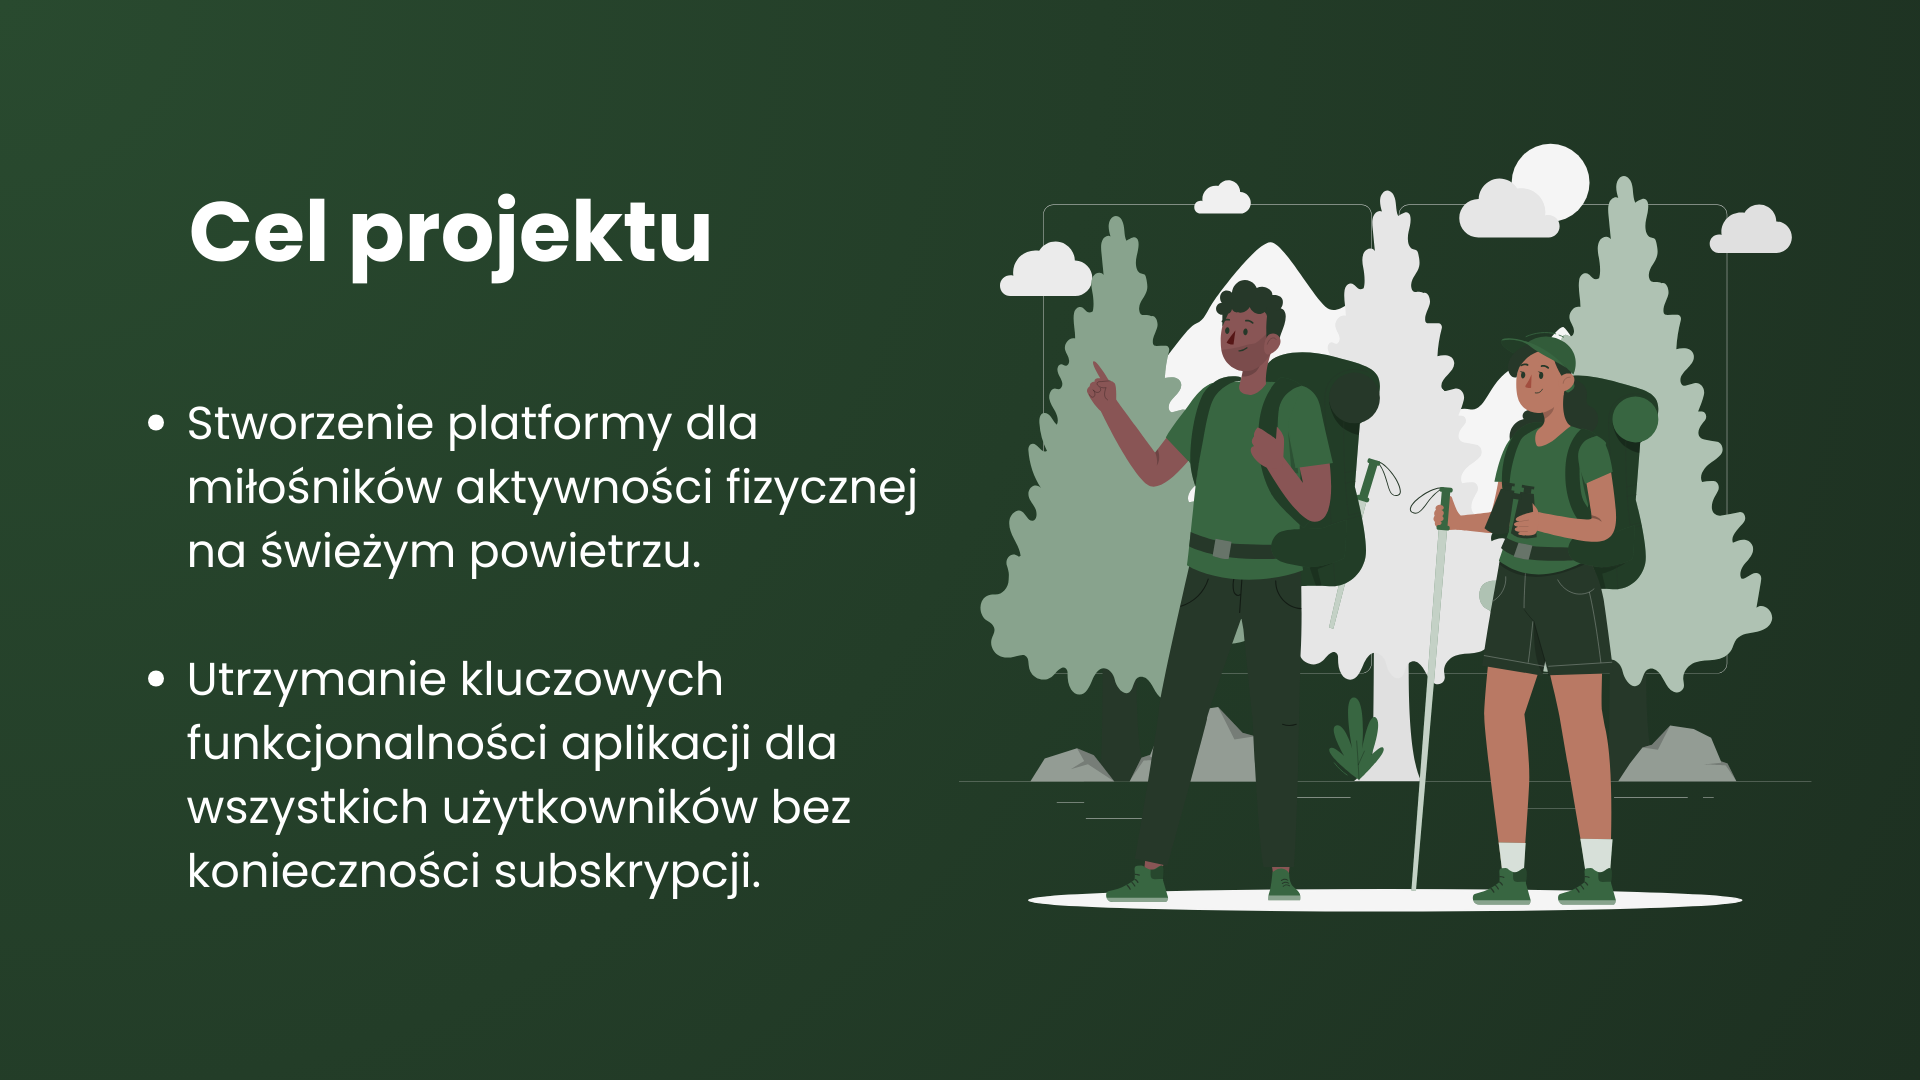 Cel projektu
• Stworzenie platformy dla
miłośników aktywności fizycznej
na świeżym powietrzu.
• Utrzymanie kluczowych
funkcjonalności aplikacji dla
wszystkich użytkowników bez
konieczności subskrypcji.